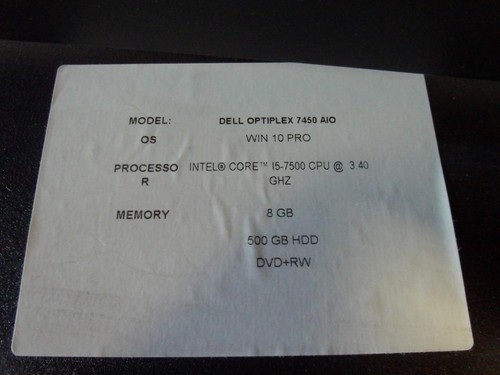 MODEL: DELL OPTIPLEX 7450 AIO
OS WIN 10 PRO
PROCESSO INTEL® CORE™ I5-7500 CPU @ 3.40
R GHZ
MEMORY 8 GB
500 GB HDD
DVD+RW